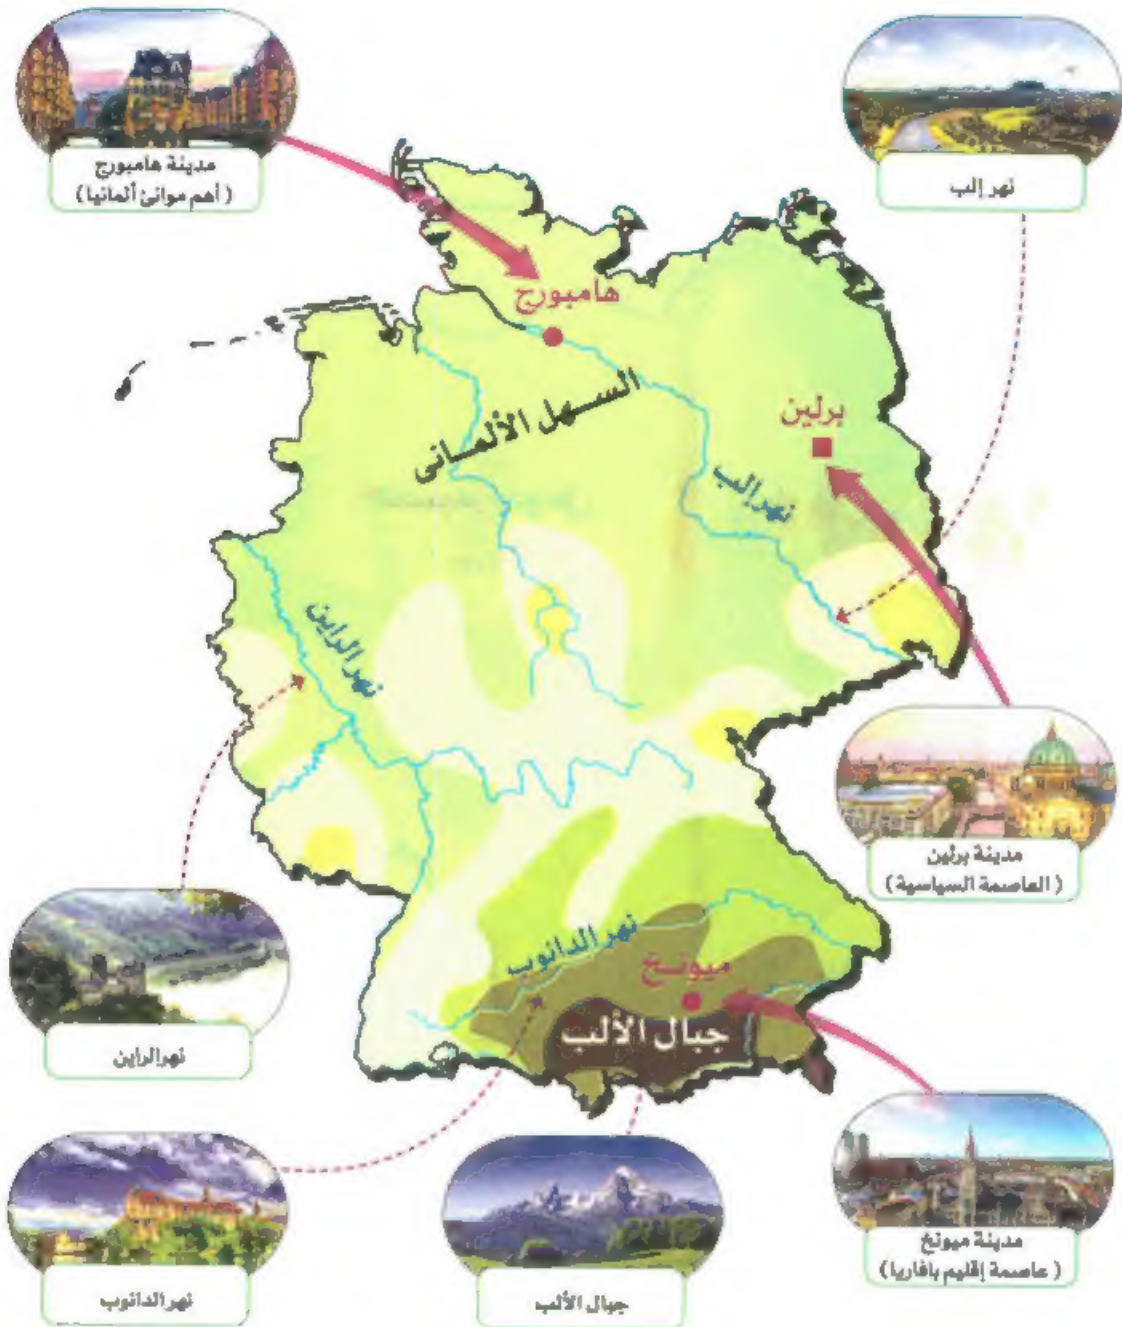 مدينة هامبورج
(أهم موانئ ألمانيا)
نهر إلب
هامبورج
السهل الألمانى
برلين
نهر إلب
نهر الراين
مدينة برلين
(العاصمة السياسية)
نهر الدانوب
ميونخ
جبال الألب
نهر الراين
مدينة ميونخ
(عاصمة إقليم بافاريا)
نهر الدانوب
جبال الألب